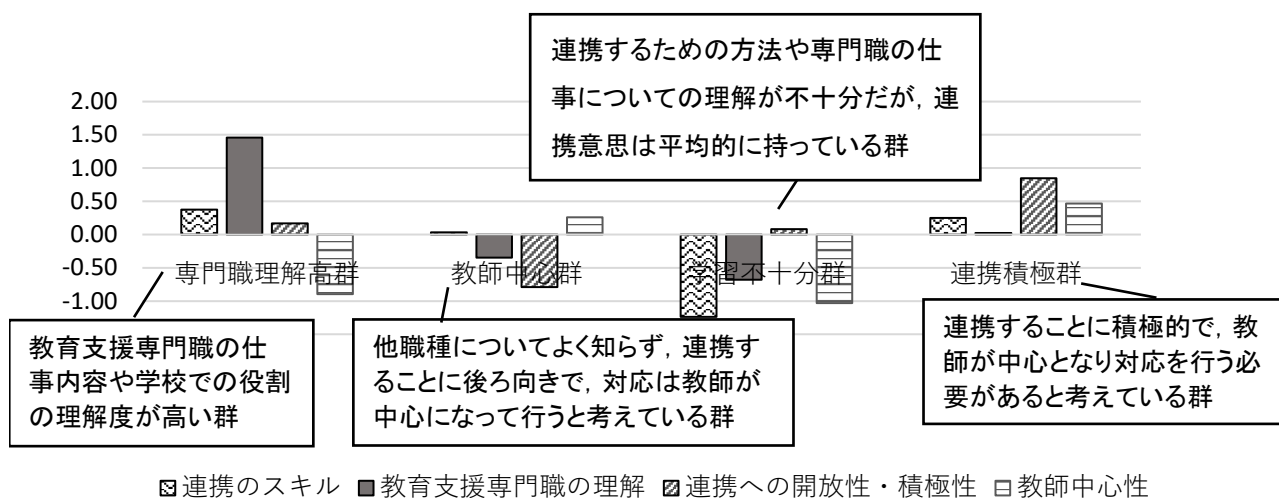 連携するための方法や専門職の仕
事についての理解が不十分だが，連
携意思は平均的に持っている群
2.00
1.50
1.00
0.50
0.00
-0.50
-1.00
専門職理解高群
教師中心群
学習不十分群
連携積極群
教育支援専門職の仕
事内容や学校での役割
の理解度が高い群
他職種についてよく知らず，連携す
ることに後ろ向きで，対応は教師が
中心になって行うと考えている群
連携することに積極的で，教
師が中心となり対応を行う必
要があると考えている群
連携のスキル 教育支援専門職の理解 連携への開放性・積極性 教師中心性